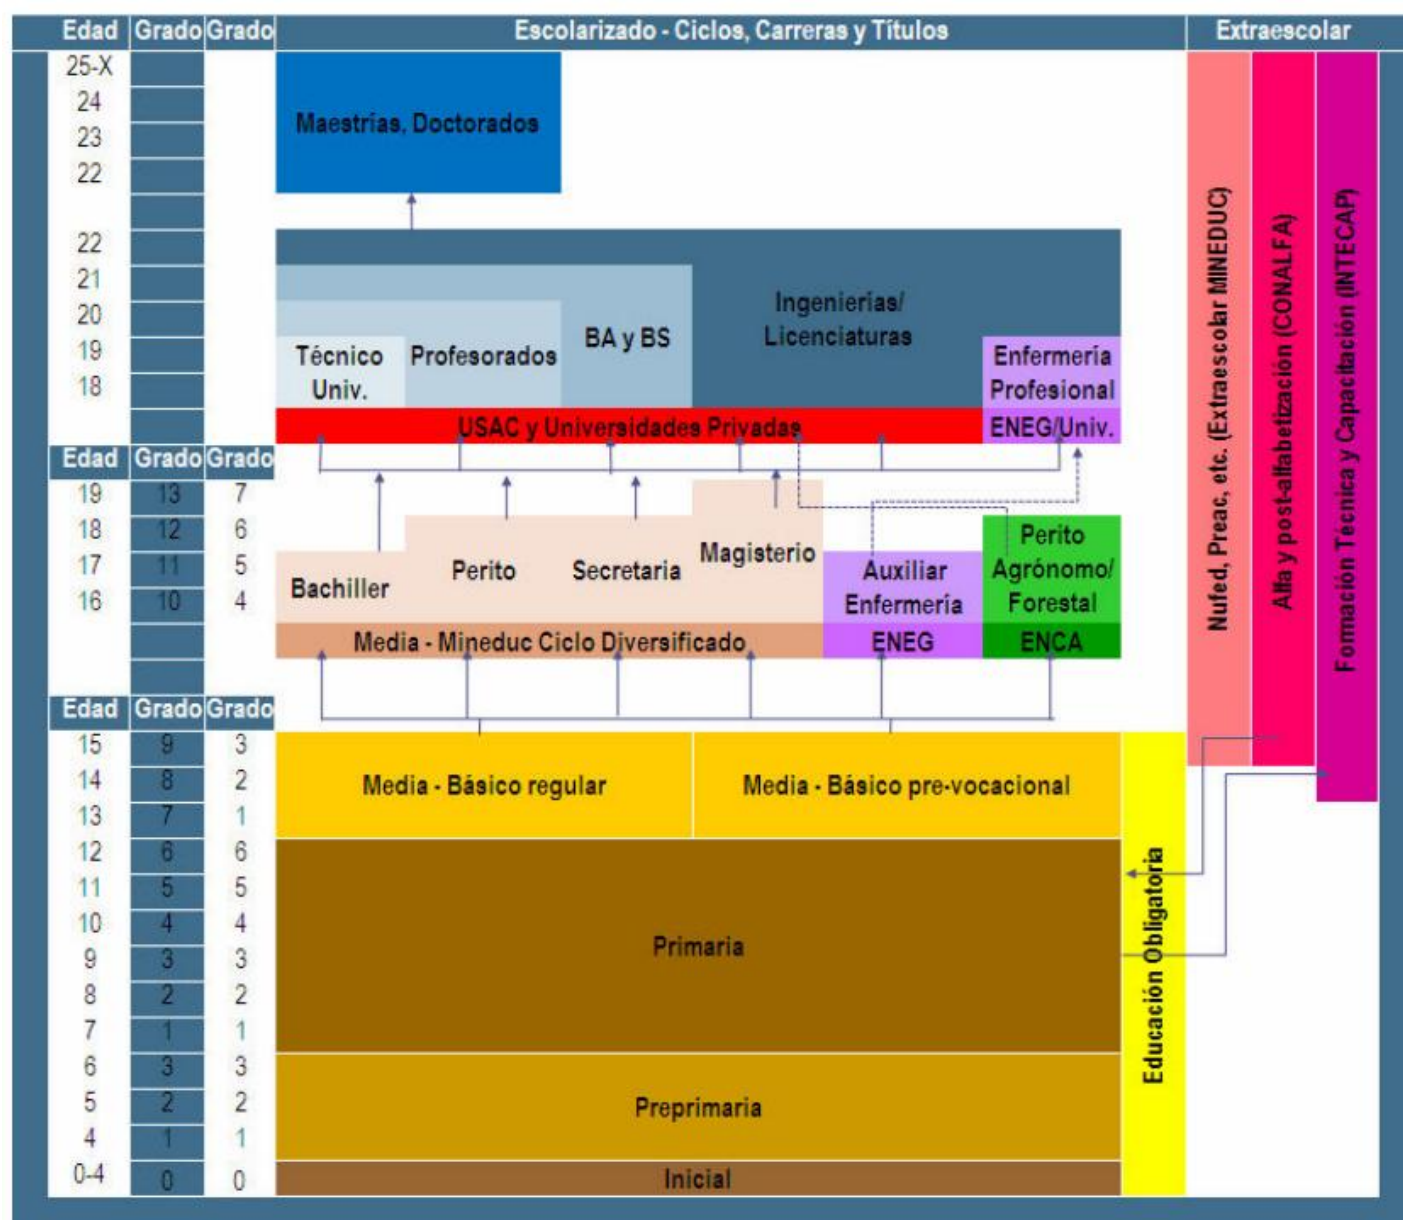 Edad Grado Grado Escolarizado - Ciclos, Carreras y Títulos Extraescolar
25-X
24
Maestrías, Doctorados
23
22
22
21
20
Ingenierías/
Licenciaturas
BA y BS
19
Técnico
Univ.
Profesorados
Enfermería
Profesional
18
USAC y Universidades Privadas
ENEG/Univ.
Edad Grado Grado
19 13 7
18 12 6
17 11 5
16 10 4
Bachiller
Perito
Secretaria
Magisterio
Auxiliar
Enfermería
Perito
Agrónomo/
Forestal
Media - Mineduc Ciclo Diversificado
ENEG
ENCA
Edad Grado Grado
15 9 3
14 8 2
13 7 1
Media - Básico regular
Media - Básico pre-vocacional
12 6 6
11 5 5
10 4 4
9 3 3
8 2 2
7 1 1
Primaria
6 3 3
5 2 2
4 1 1
Preprimaria
0-4 0 0
Inicial
Educación Obligatoria
Nufed, Preac, etc. (Extraescolar MINEDUC)
Alfa y post-alfabetización (CONALFA)
Formación Técnica y Capacitación (INTECAP)